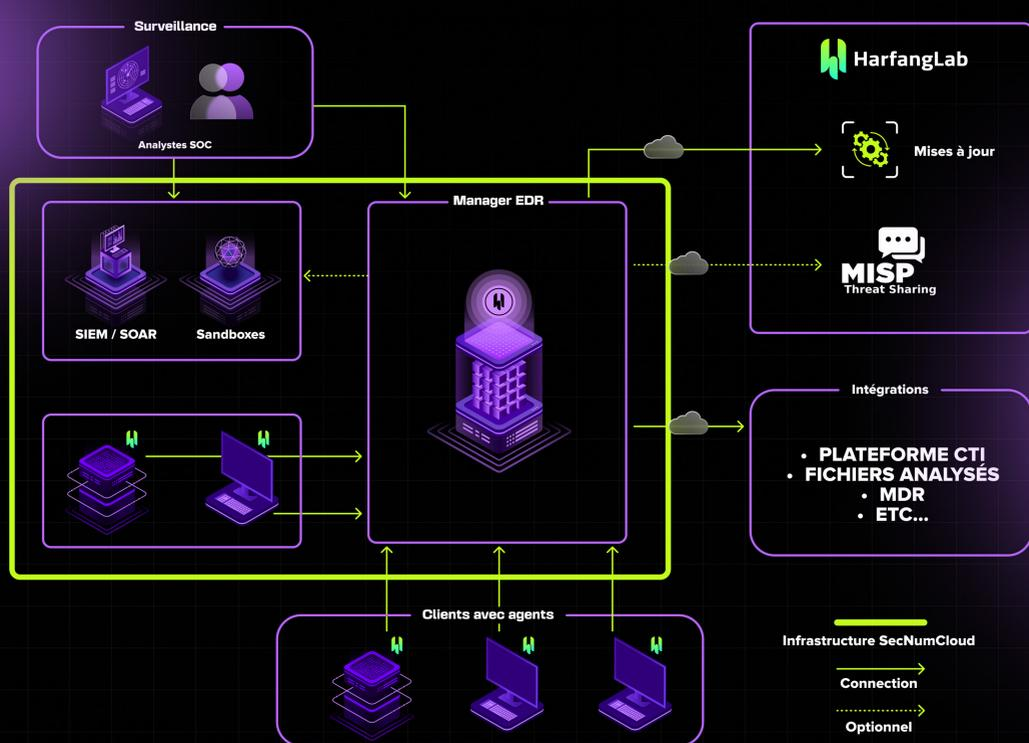 Surveillance
Analystes SOC
HarfangLab
Mises à jour
MISP
Threat Sharing
Manager EDR
SIEM / SOAR
Sandboxes
Intégrations
• PLATEFORME CTI
• FICHIERS ANALYSÉS
• MDR
• ETC...
Clients avec agents
Infrastructure SecNumCloud
Connection
Optionnel